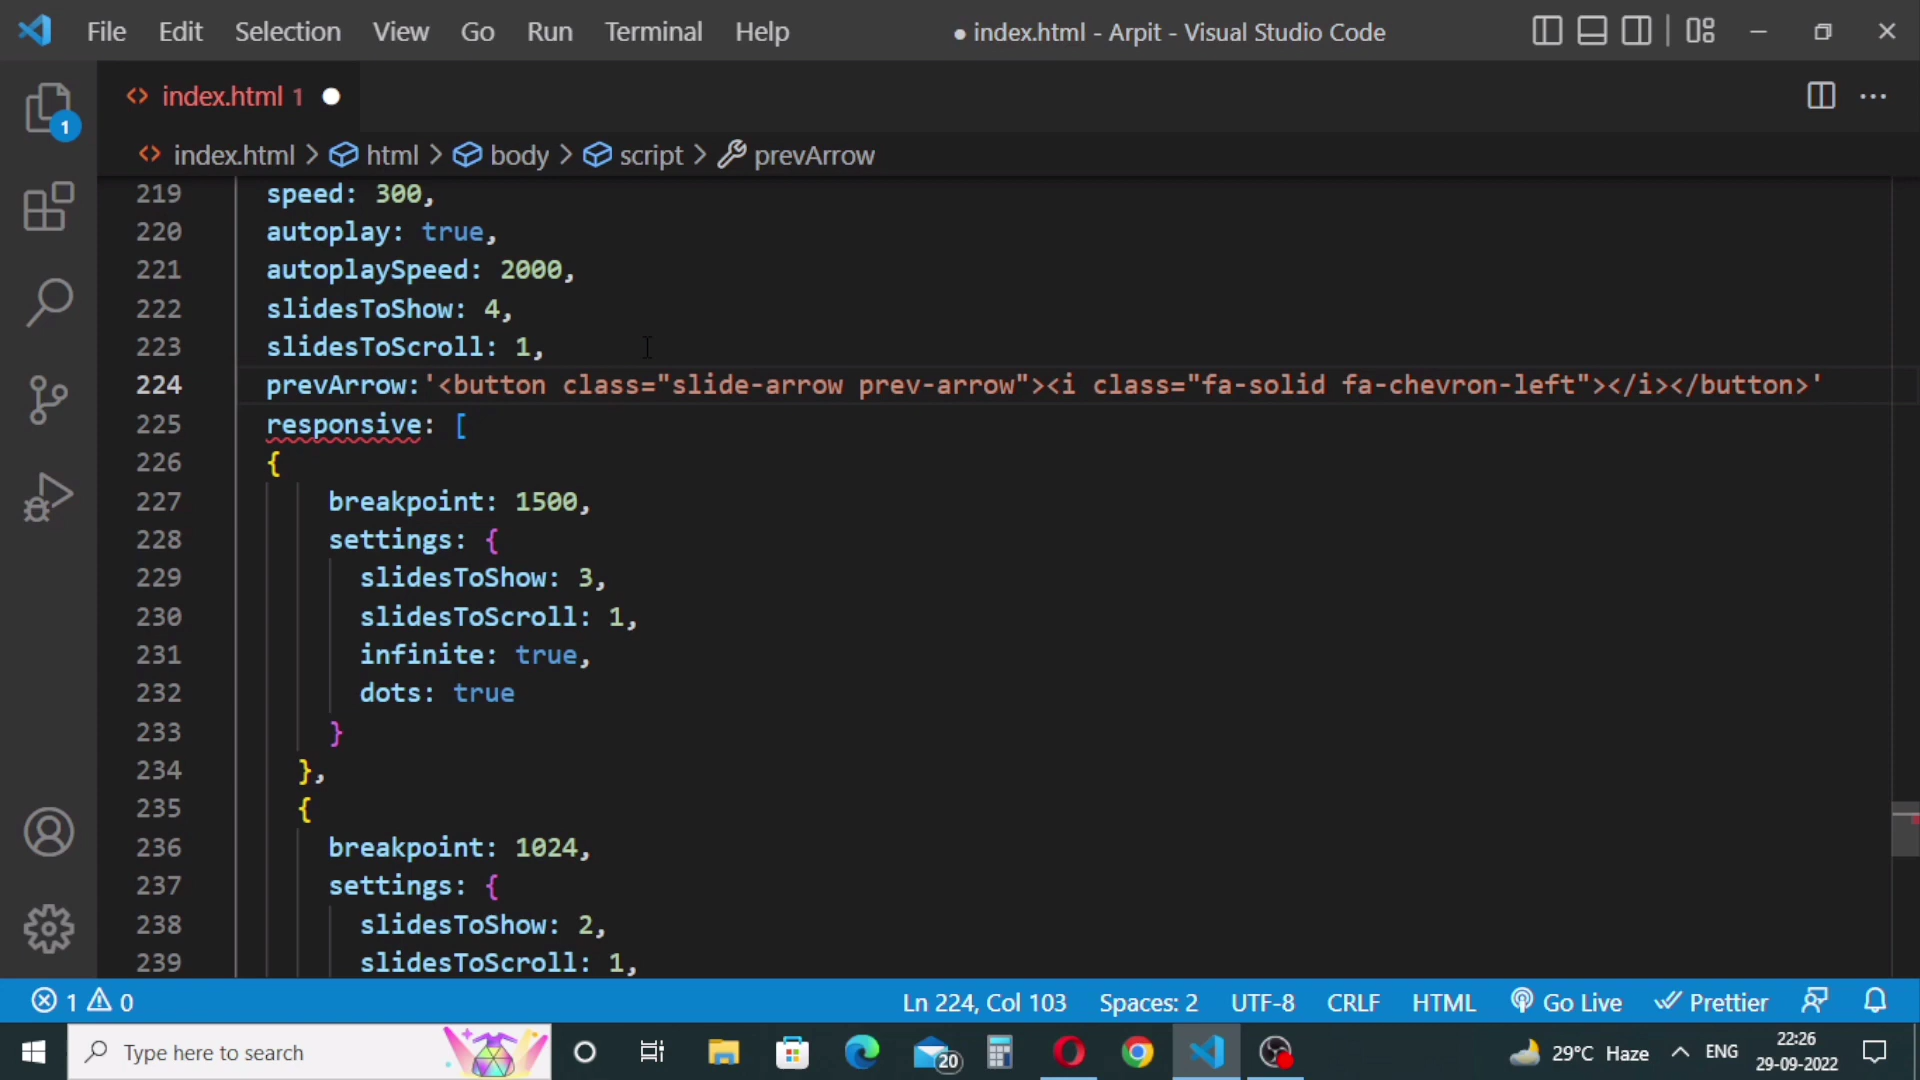 File Edit Selection View Go Run Terminal Help ● index.html - Arpit - Visual Studio Code
index.html 1 ●
index.html > html > body > script > prevArrow
219 speed: 300,
220 autoplay: true,
221 autoplaySpeed: 2000,
222 slidesToShow: 4,
223 slidesToScroll: 1,
224 prevArrow:'<button class="slide-arrow prev-arrow"><i class="fa-solid fa-chevron-left"></i></button>'
225 responsive: [
226 {
227 breakpoint: 1500,
228 settings: {
229 slidesToShow: 3,
230 slidesToScroll: 1,
231 infinite: true,
232 dots: true
233 }
234 },
235 {
236 breakpoint: 1024,
237 settings: {
238 slidesToShow: 2,
239 slidesToScroll: 1,
1
1 0 Ln 224, Col 103 Spaces: 2 UTF-8 CRLF HTML Go Live Prettier
Type here to search 20 29°C Haze ENG 22:26
29-09-2022